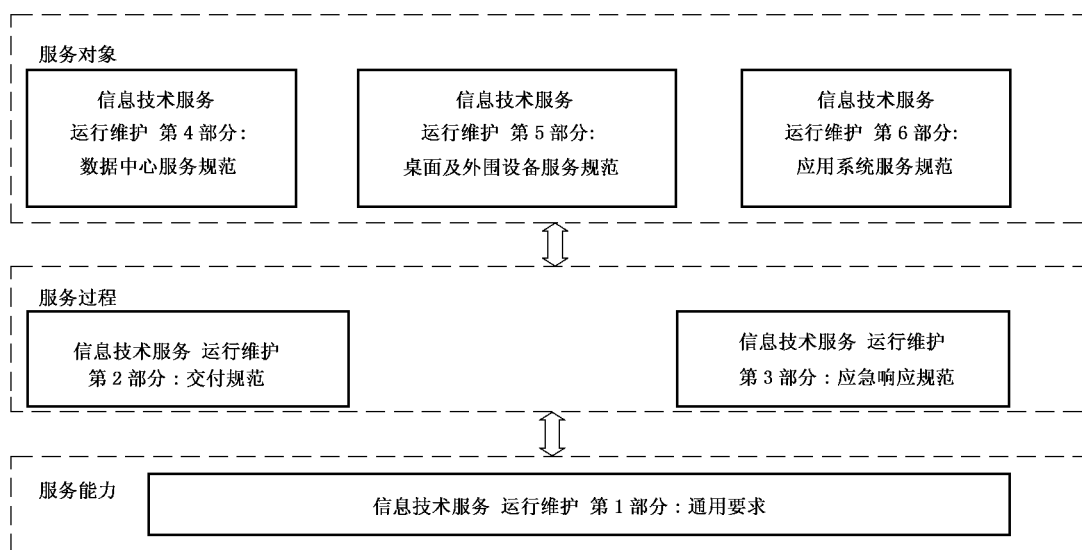 服务对象
信息技术服务
运行维护 第4部分:
数据中心服务规范
信息技术服务
运行维护 第5部分:
桌面及外围设备服务规范
信息技术服务
运行维护 第6部分:
应用系统服务规范
服务过程
信息技术服务 运行维护
第2部分:交付规范
信息技术服务 运行维护
第3部分:应急响应规范
服务能力
信息技术服务 运行维护 第1部分:通用要求